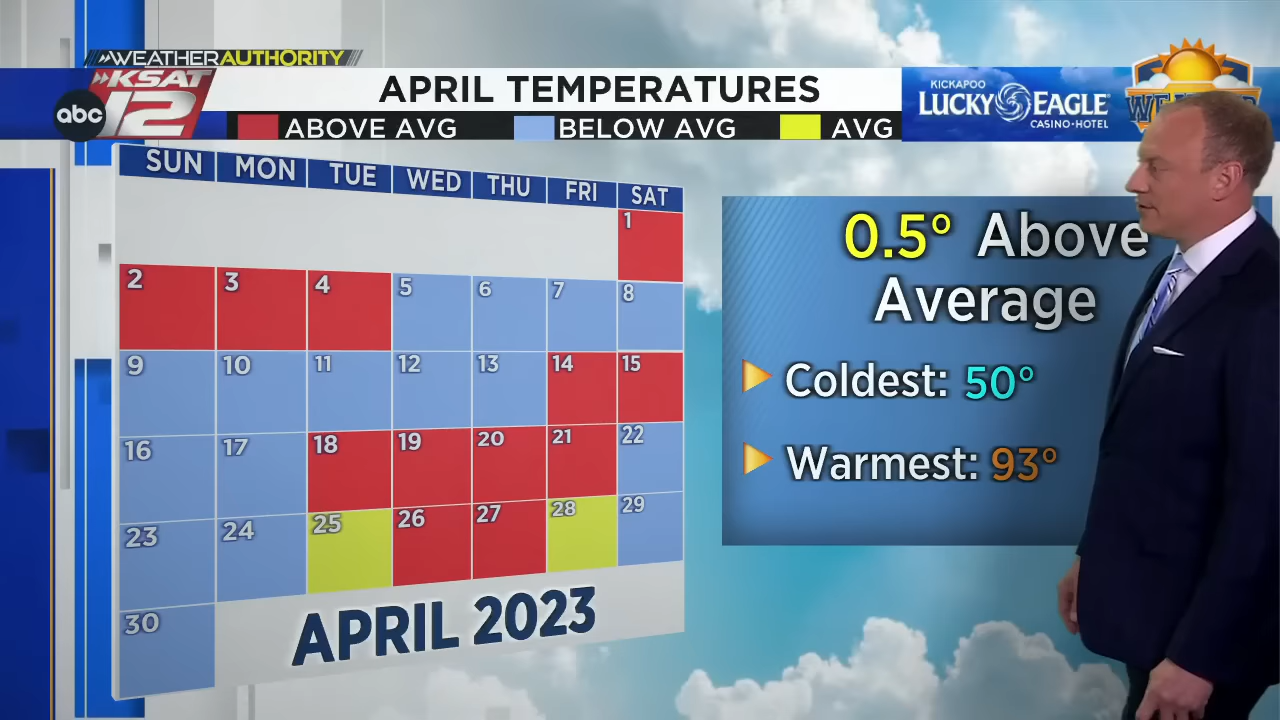 WEATHERAUTHORITY
KSAT
abc 12
APRIL TEMPERATURES
ABOVE AVG BELOW AVG AVG
KICKAPOO
LUCKY EAGLE
CASINO•HOTEL
SUN MON TUE WED THU FRI SAT
1
2 3 4 5 6 7 8
9 10 11 12 13 14 15
16 17 18 19 20 21 22
23 24 25 26 27 28 29
30
APRIL 2023
0.5° Above
Average
Coldest: 50°
Warmest: 93°